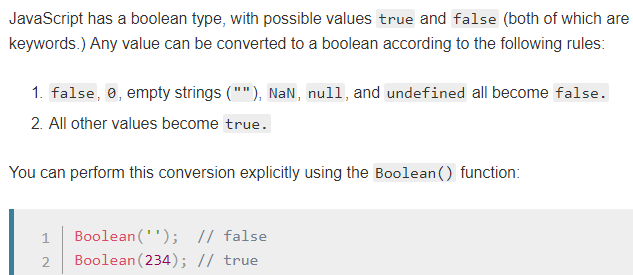 JavaScript has a boolean type, with possible values true and false (both of which are
keywords.) Any value can be converted to a boolean according to the following rules:
1. false, 0, empty strings (""), NaN, null, and undefined all become false.
2. All other values become true.
You can perform this conversion explicitly using the Boolean() function:
1 Boolean(''); // false
2 Boolean(234); // true